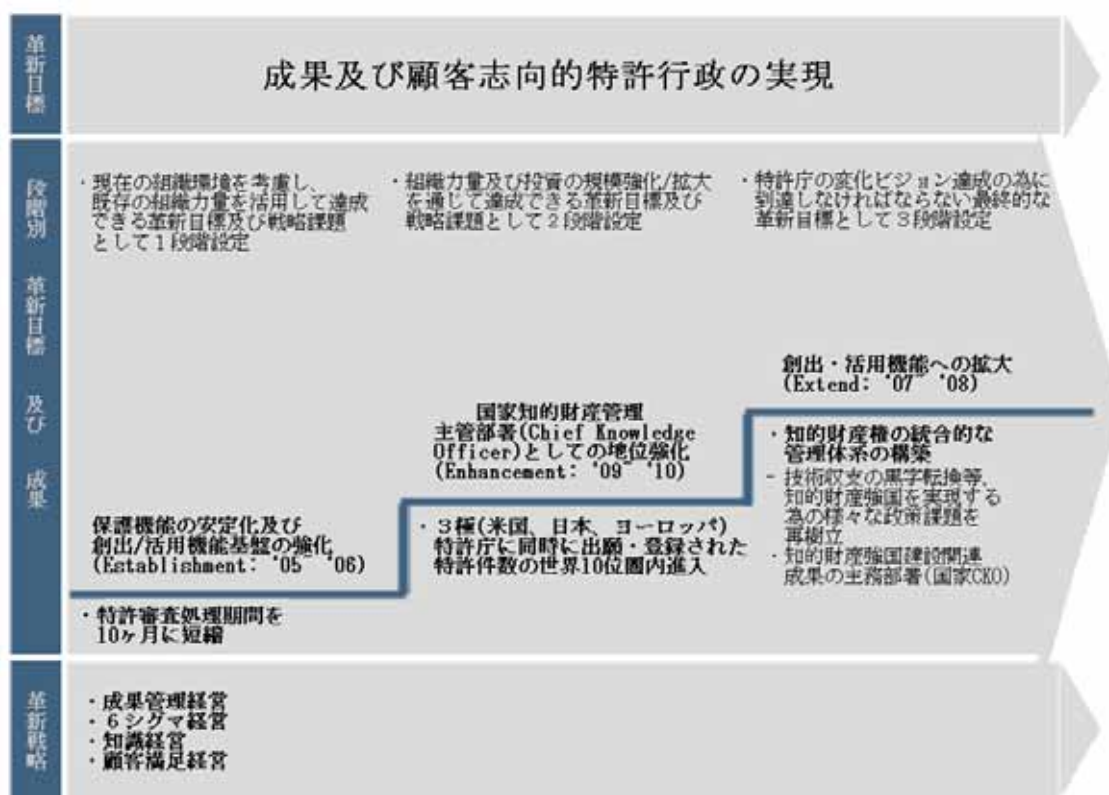 革新目標
成果及び顧客志向的特許行政の実現
段階別 革新目標 及び 成果
・現在の組織環境を考慮し、
既存の組織力量を活用して達成
できる革新目標及び戦略課題
として1段階設定
・組織力量及び投資の規模強化/拡大
を通じて達成できる革新目標及び
戦略課題として2段階設定
・特許庁の変化ビジョン達成の為に
到達しなければならない最終的な
革新目標として3段階設定
保護機能の安定化及び
創出/活用機能基盤の強化
(Establishment: '05~'06)
・特許審査処理期間を
10ヶ月に短縮
国家知的財産管理
主管部署(Chief Knowledge
Officer)としての地位強化
(Enhancement: '09~'10)
・3極(米国、日本、ヨーロッパ)
特許庁に同時に出願・登録された
特許件数の世界10位圏内進入
創出・活用機能への拡大
(Extend: '07~'08)
・知的財産権の統合的な
管理体系の構築
- 技術収支の黒字転換等、
知的財産強国を実現する
為の様々な政策課題を
再樹立
・知的財産強国建設関連
成果の主務部署(国家CKO)
革新戦略
・成果管理経営
・6シグマ経営
・知識経営
・顧客満足経営